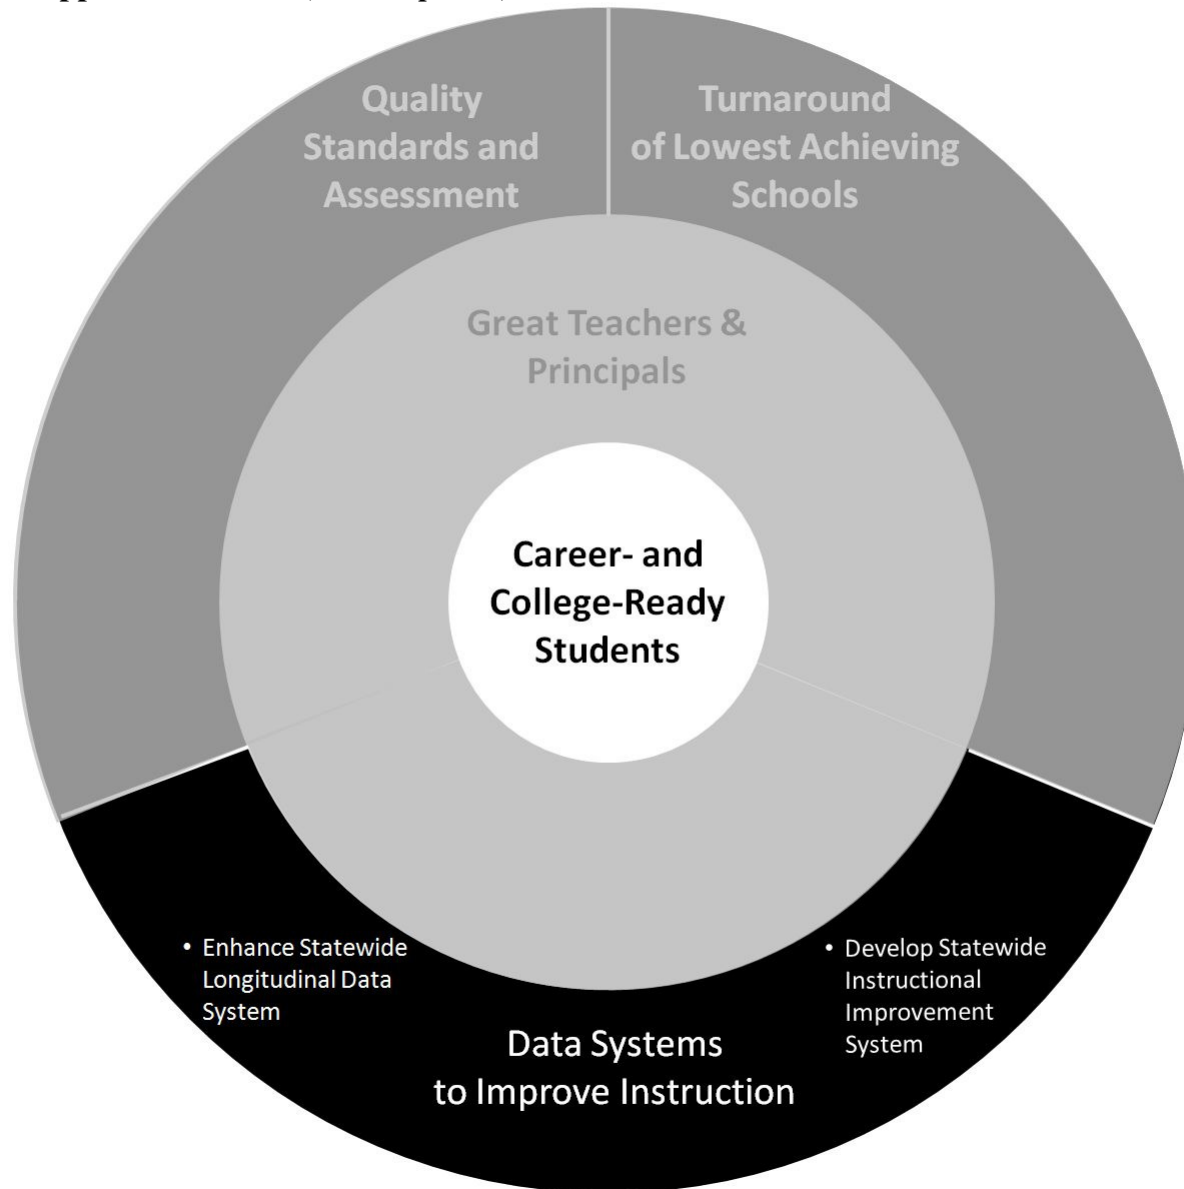 Quality
Standards and
Assessment
Turnaround
of Lowest Achieving
Schools
Great Teachers &
Principals
Career- and
College-Ready
Students
• Enhance Statewide
Longitudinal Data
System
• Develop Statewide
Instructional
Improvement
System
Data Systems
to Improve Instruction